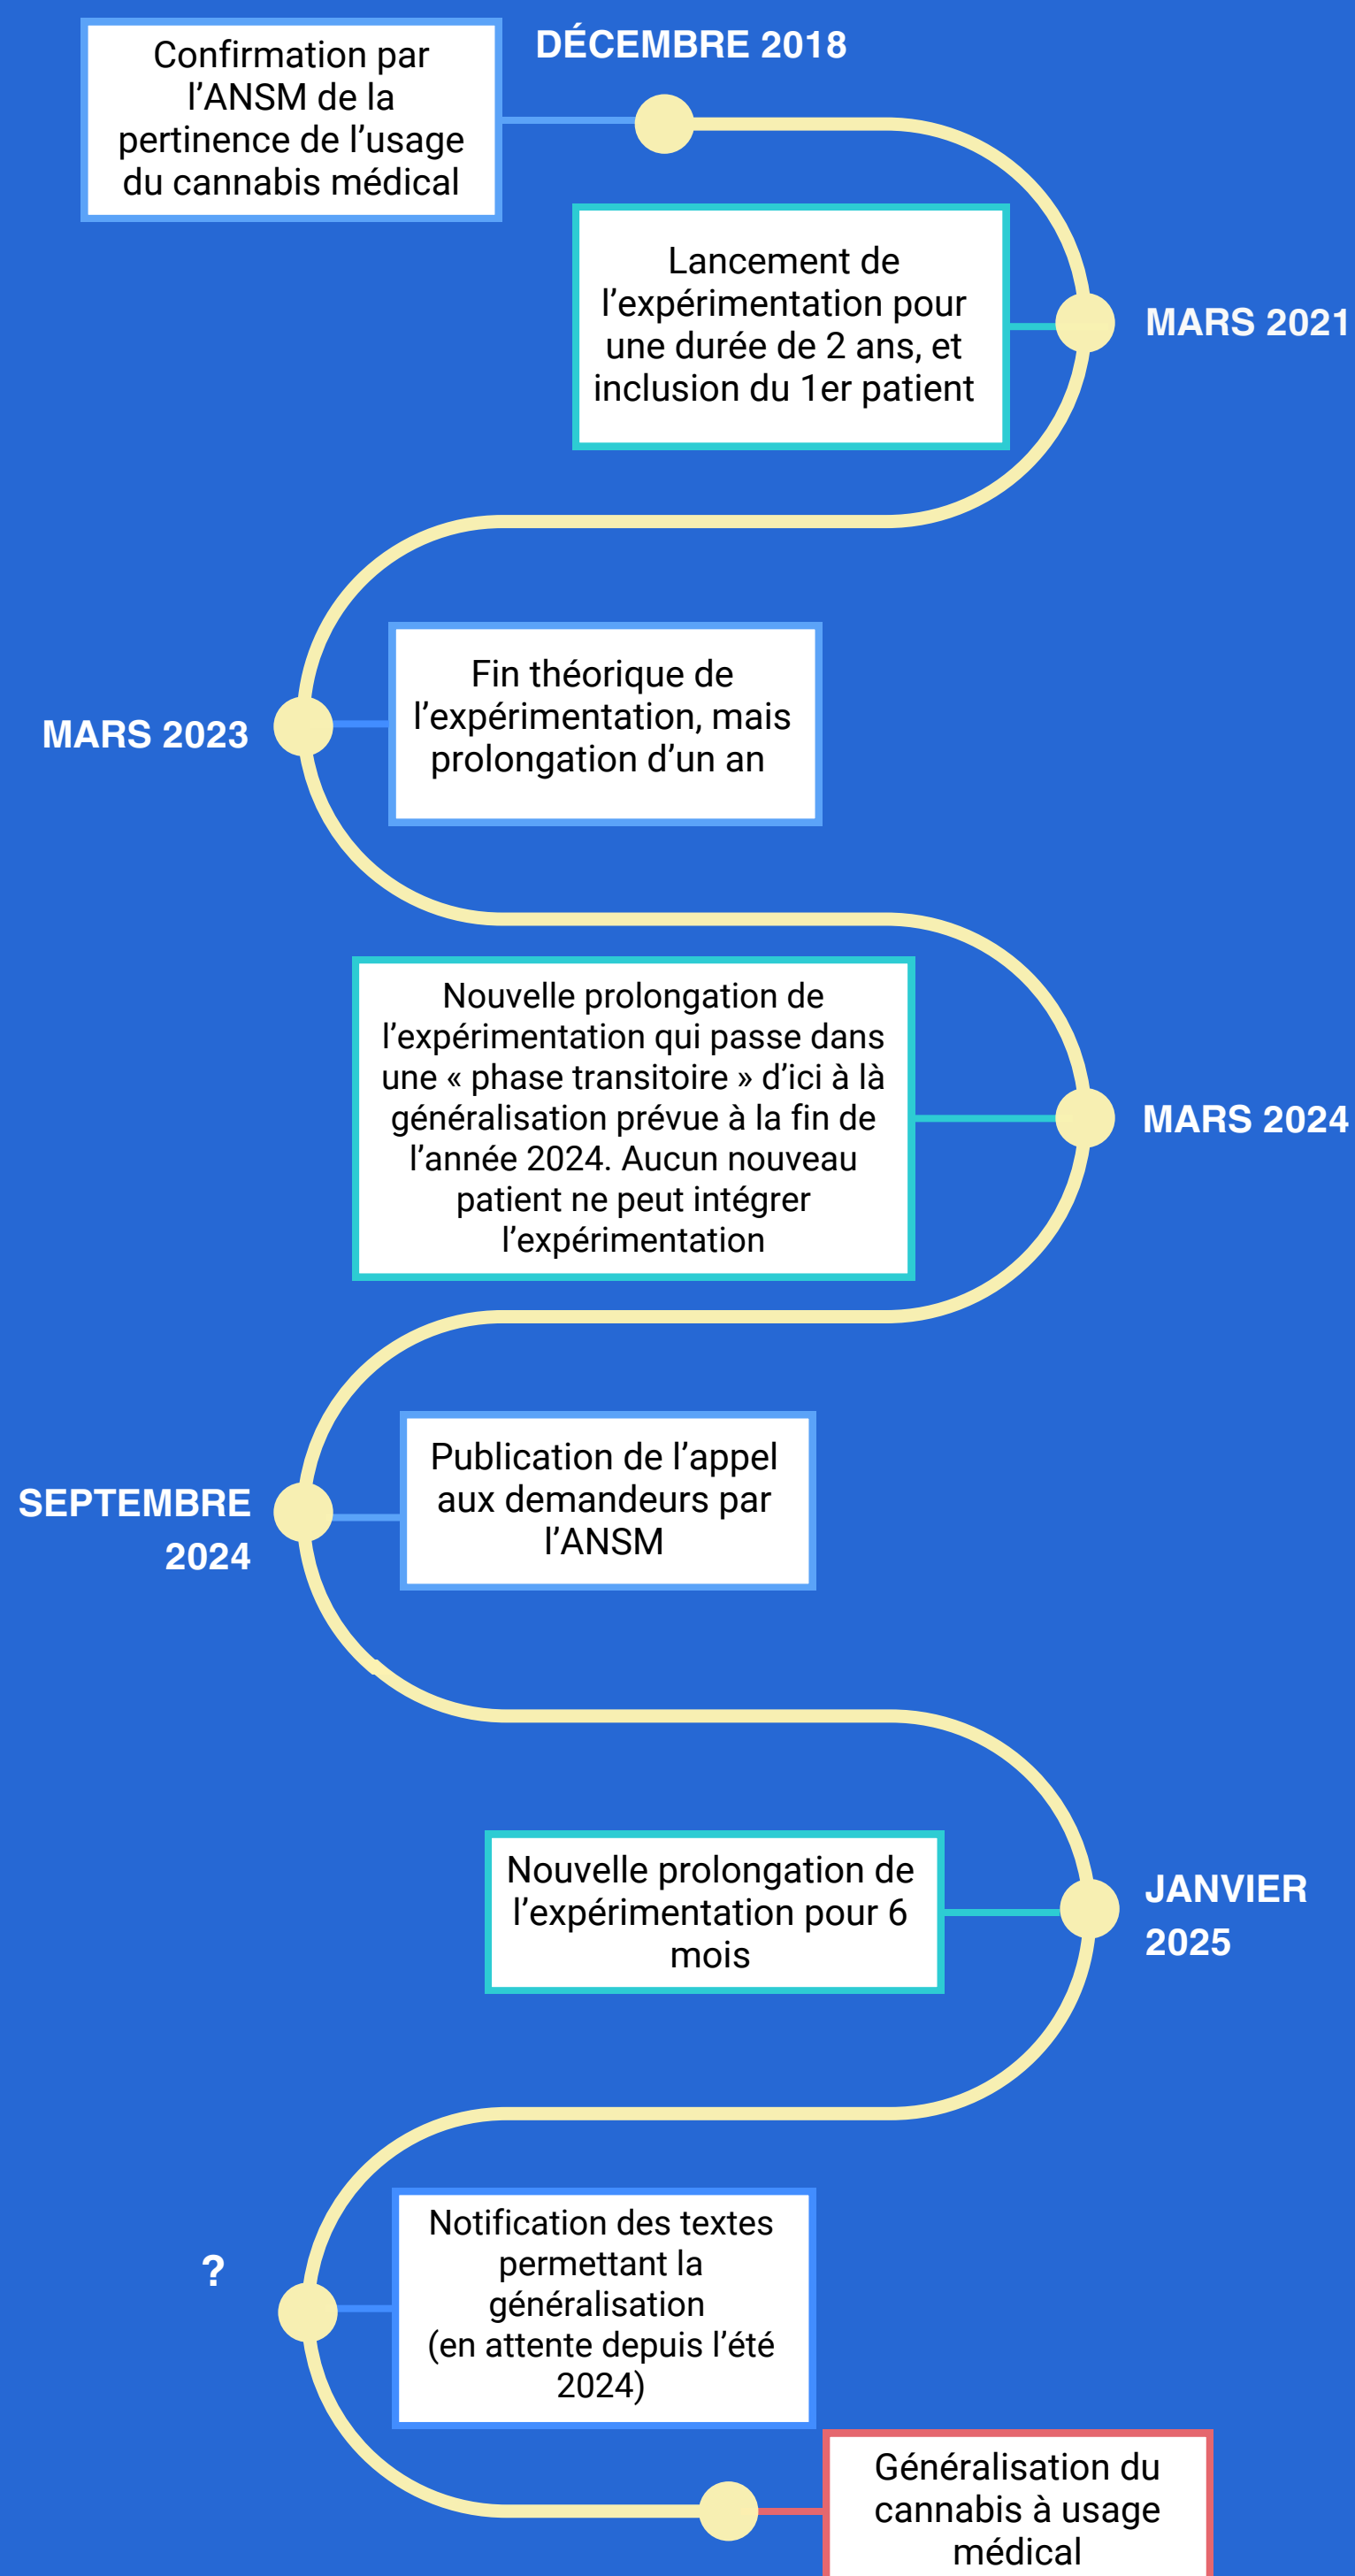 DÉCEMBRE 2018
Confirmation par
l’ANSM de la
pertinence de l’usage
du cannabis médical
MARS 2021
Lancement de
l’expérimentation pour
une durée de 2 ans, et
inclusion du 1er patient
MARS 2023
Fin théorique de
l’expérimentation, mais
prolongation d’un an
MARS 2024
Nouvelle prolongation de
l’expérimentation qui passe dans
une « phase transitoire » d’ici à là
généralisation prévue à la fin de
l’année 2024. Aucun nouveau
patient ne peut intégrer
l’expérimentation
SEPTEMBRE
2024
Publication de l’appel
aux demandeurs par
l’ANSM
JANVIER
2025
Nouvelle prolongation de
l’expérimentation pour 6
mois
?
Notification des textes
permettant la
généralisation
(en attente depuis l’été
2024)
Généralisation du
cannabis à usage
médical